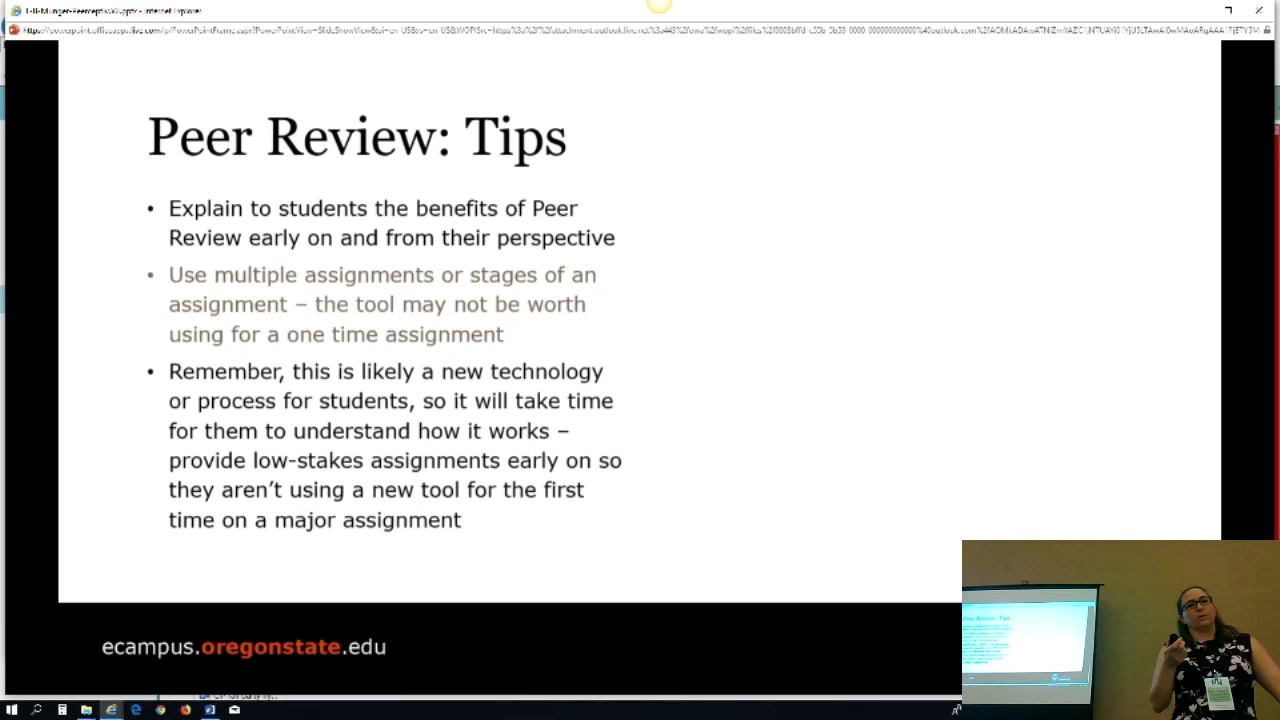 Peer Review: Tips
• Explain to students the benefits of Peer
Review early on and from their perspective
• Use multiple assignments or stages of an
assignment – the tool may not be worth
using for a one time assignment
• Remember, this is likely a new technology
or process for students, so it will take time
for them to understand how it works –
provide low-stakes assignments early on so
they aren't using a new tool for the first
time on a major assignment
ecampus.oregonstate.edu
Peer Review: Tips